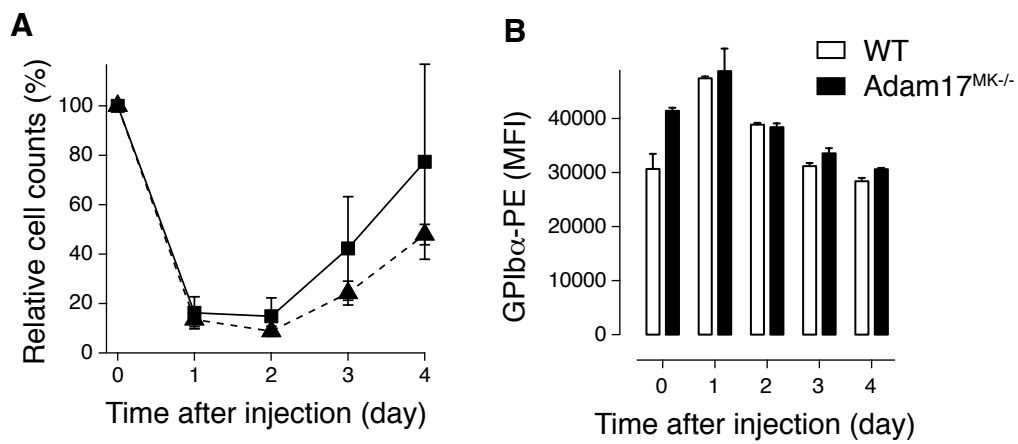 A
Relative cell counts (%)
100
80
60
40
20
0
0 1 2 3 4
Time after injection (day)
B
WT
Adam17MK-/-
GPIbα-PE (MFI)
40000
30000
20000
10000
0
0 1 2 3 4
Time after injection (day)